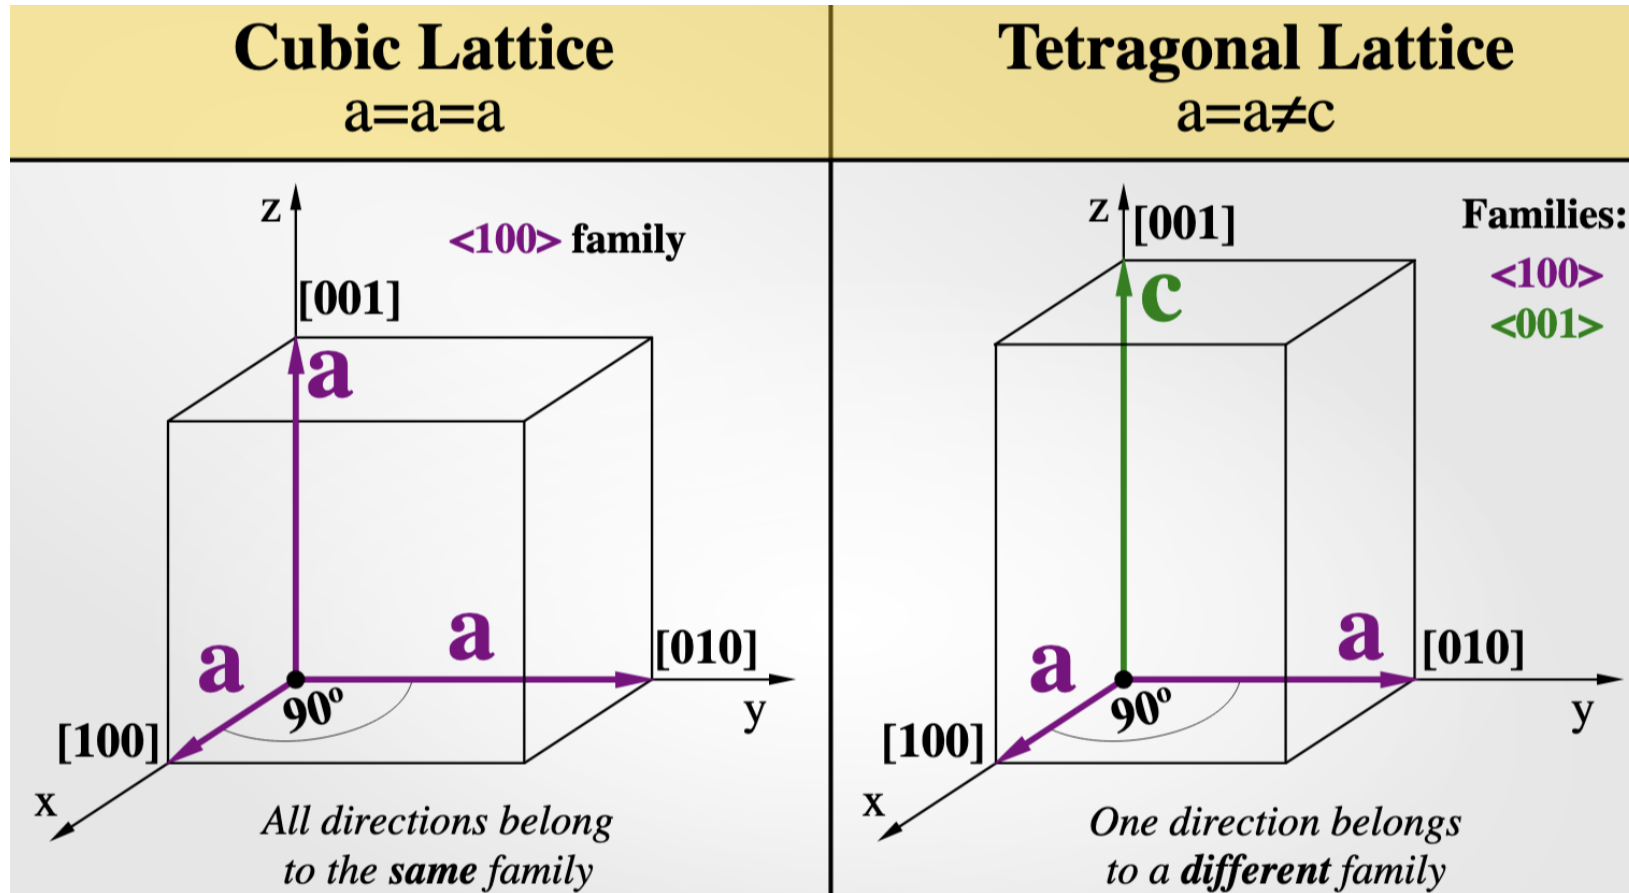 Cubic Lattice
a=a=a
z
<100> family
[001]
a
a
a
[010]
90º
y
[100]
x
All directions belong
to the same family
Tetragonal Lattice
a=a≠c
z
[001]
Families:
<100>
<001>
c
a
a
[010]
90º
y
[100]
x
One direction belongs
to a different family